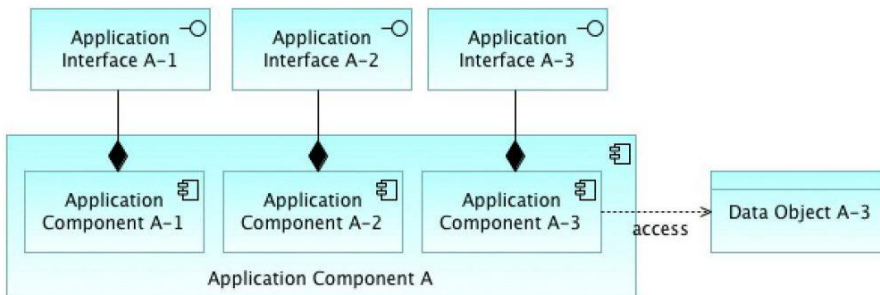 Application
Interface A-1
Application
Interface A-2
Application
Interface A-3
Application
Component A-1
Application
Component A-2
Application
Component A-3
access
Data Object A-3
Application Component A